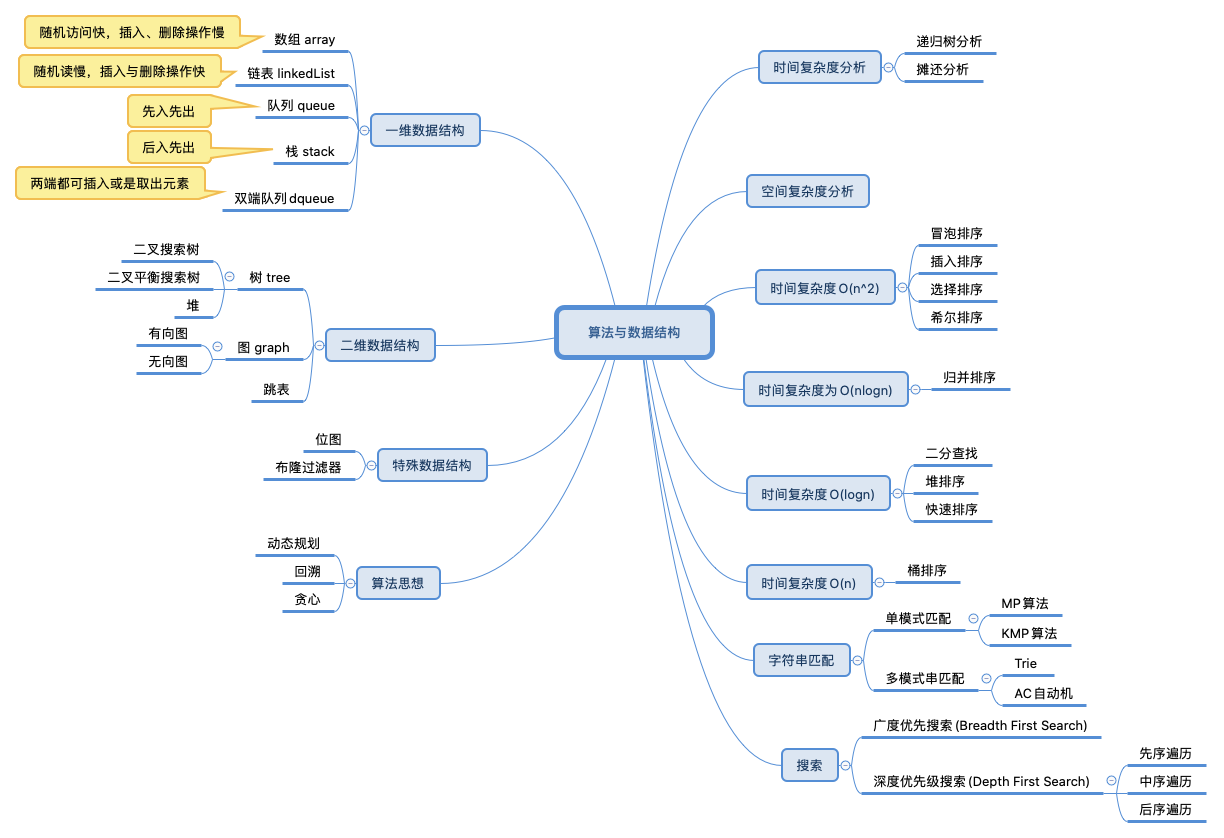 算法与数据结构
一维数据结构
数组 array
随机访问快，插入、删除操作慢
链表 linkedList
随机读慢，插入与删除操作快
队列 queue
先入先出
栈 stack
后入先出
双端队列 dqueue
两端都可插入或是取出元素
二维数据结构
树 tree
二叉搜索树
二叉平衡搜索树
堆
图 graph
有向图
无向图
跳表
特殊数据结构
位图
布隆过滤器
算法思想
动态规划
回溯
贪心
时间复杂度分析
递归树分析
摊还分析
空间复杂度分析
时间复杂度 O(n^2)
冒泡排序
插入排序
选择排序
希尔排序
时间复杂度为 O(nlogn)
归并排序
时间复杂度 O(logn)
二分查找
堆排序
快速排序
时间复杂度 O(n)
桶排序
字符串匹配
单模式匹配
MP 算法
KMP 算法
多模式串匹配
Trie
AC 自动机
搜索
广度优先搜索 (Breadth First Search)
深度优先级搜索 (Depth First Search)
先序遍历
中序遍历
后序遍历